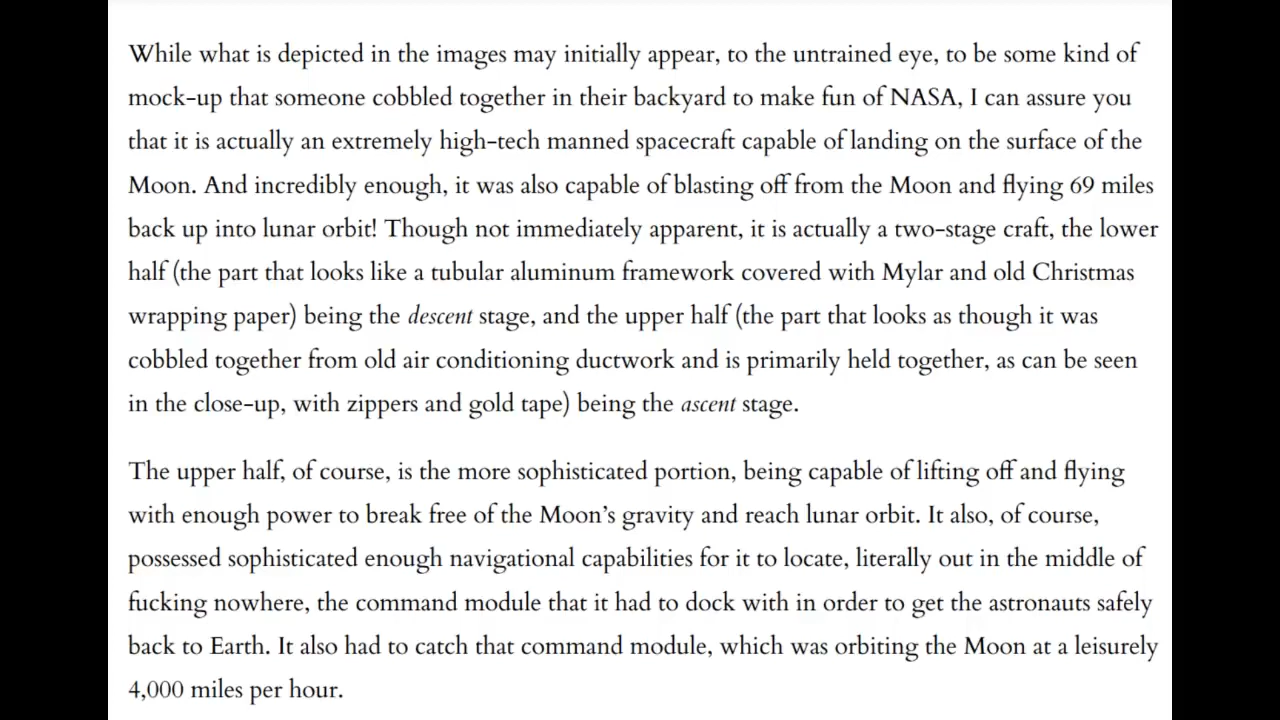 While what is depicted in the images may initially appear, to the untrained eye, to be some kind of
mock-up that someone cobbled together in their backyard to make fun of NASA, I can assure you
that it is actually an extremely high-tech manned spacecraft capable of landing on the surface of the
Moon. And incredibly enough, it was also capable of blasting off from the Moon and flying 69 miles
back up into lunar orbit! Though not immediately apparent, it is actually a two-stage craft, the lower
half (the part that looks like a tubular aluminum framework covered with Mylar and old Christmas
wrapping paper) being the descent stage, and the upper half (the part that looks as though it was
cobbled together from old air conditioning ductwork and is primarily held together, as can be seen
in the close-up, with zippers and gold tape) being the ascent stage.
The upper half, of course, is the more sophisticated portion, being capable of lifting off and flying
with enough power to break free of the Moon’s gravity and reach lunar orbit. It also, of course,
possessed sophisticated enough navigational capabilities for it to locate, literally out in the middle of
fucking nowhere, the command module that it had to dock with in order to get the astronauts safely
back to Earth. It also had to catch that command module, which was orbiting the Moon at a leisurely
4,000 miles per hour.